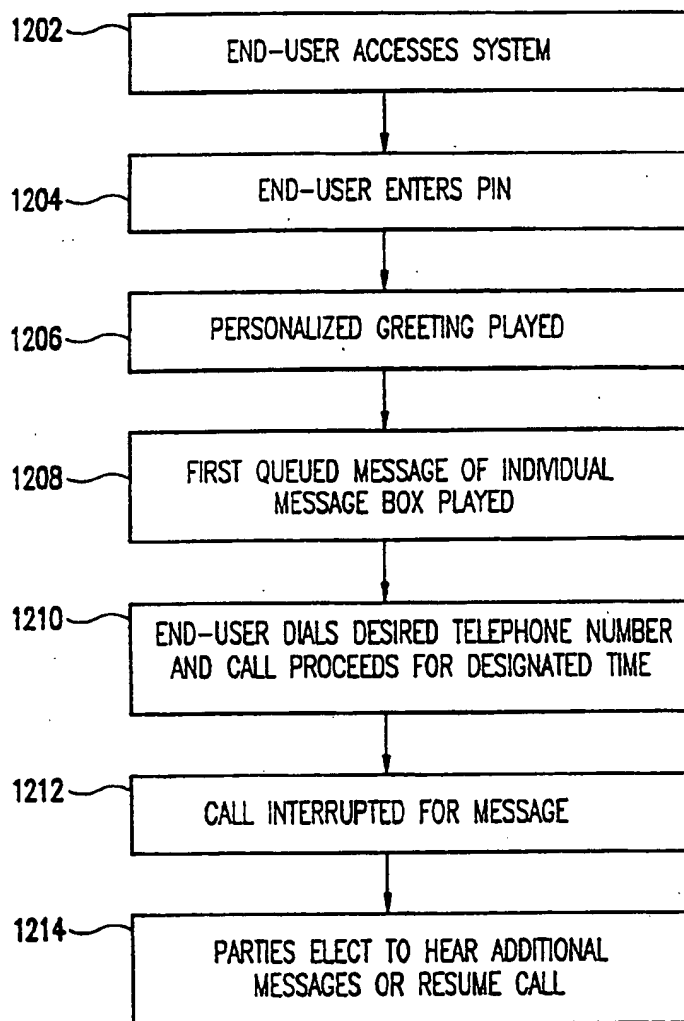 1202
END-USER ACCESSES SYSTEM
1204
END-USER ENTERS PIN
1206
PERSONALIZED GREETING PLAYED
1208
FIRST QUEUED MESSAGE OF INDIVIDUAL
MESSAGE BOX PLAYED
1210
END-USER DIALS DESIRED TELEPHONE NUMBER
AND CALL PROCEEDS FOR DESIGNATED TIME
1212
CALL INTERRUPTED FOR MESSAGE
1214
PARTIES ELECT TO HEAR ADDITIONAL
MESSAGES OR RESUME CALL